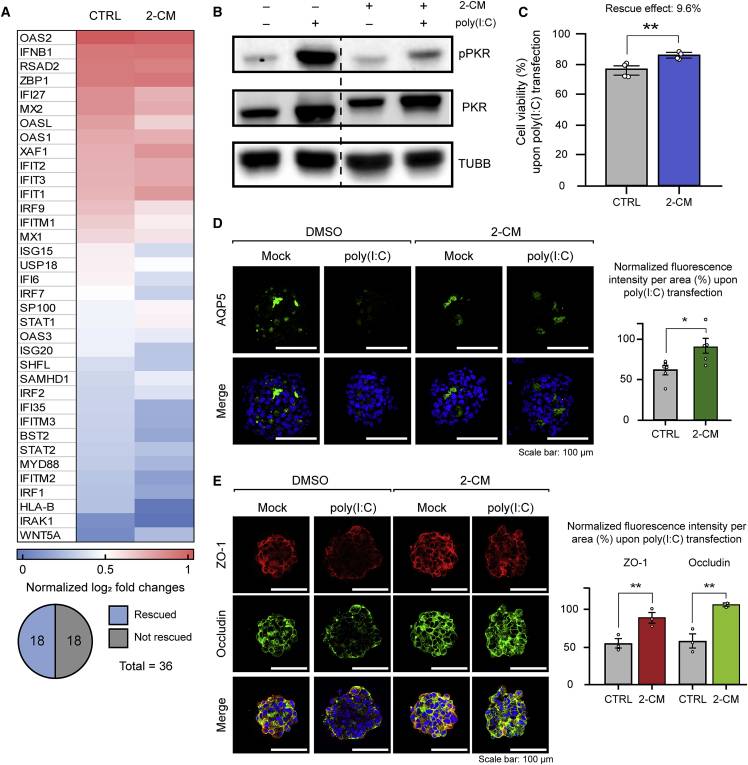 A
CTRL 2-CM
OAS2
IFNB1
RSAD2
ZBP1
IFI27
MX2
OASL
OAS1
XAF1
IFIT2
IFIT3
IFIT1
IRF9
IFITM1
MX1
ISG15
USP18
IFI6
IRF7
SP100
STAT1
OAS3
ISG20
SHFL
SAMHD1
IRF2
IFI35
IFITM3
BST2
STAT2
MYD88
IFITM2
IRF1
HLA-B
IRAK1
WNT5A
0 0.5 1
Normalized log₂ fold changes
18 18
Rescued
Not rescued
Total = 36
B
– – + + 2-CM
– + – + poly(I:C)
pPKR
PKR
TUBB
C
Rescue effect: 9.6%
**
Cell viability (%)
upon poly(I:C) transfection
100
80
60
40
20
0
CTRL 2-CM
D
DMSO 2-CM
Mock poly(I:C) Mock poly(I:C)
AQP5
Merge
Scale bar: 100 µm
Normalized fluorescence
intensity per area (%) upon
poly(I:C) transfection
*
100
50
0
CTRL 2-CM
E
DMSO 2-CM
Mock poly(I:C) Mock poly(I:C)
ZO-1
Occludin
Merge
Scale bar: 100 µm
Normalized fluorescence intensity per
area (%) upon poly(I:C) transfection
ZO-1 Occludin
** **
100
50
0
CTRL 2-CM CTRL 2-CM